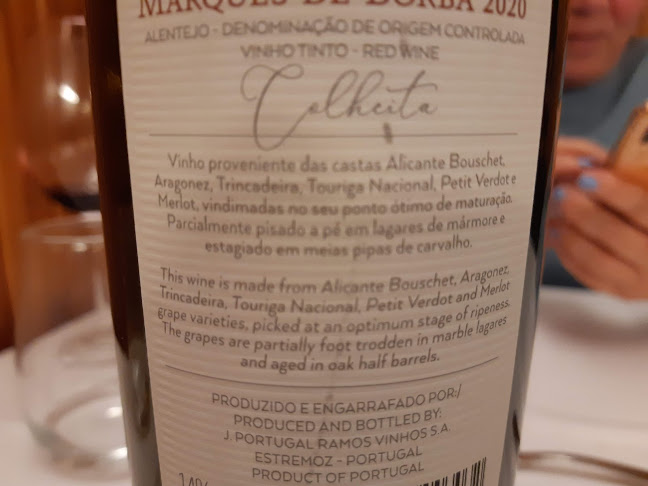 MARQUÊS DE BORBA 2020
ALENTEJO - DENOMINAÇÃO DE ORIGEM CONTROLADA
VINHO TINTO - RED WINE
Colheita
Vinho proveniente das castas Alicante Bouschet,
Aragonez, Trincadeira, Touriga Nacional, Petit Verdot e
Merlot, vindimadas no seu ponto ótimo de maturação.
Parcialmente pisado a pé em lagares de mármore e
estagiado em meias pipas de carvalho.
This wine is made from Alicante Bouschet, Aragonez,
Trincadeira, Touriga Nacional, Petit Verdot and Merlot
grape varieties, picked at an optimum stage of ripeness.
The grapes are partially foot trodden in marble lagares
and aged in oak half barrels.
PRODUZIDO E ENGARRAFADO POR:/
PRODUCED AND BOTTLED BY:
J. PORTUGAL RAMOS VINHOS S.A.
ESTREMOZ - PORTUGAL
PRODUCT OF PORTUGAL